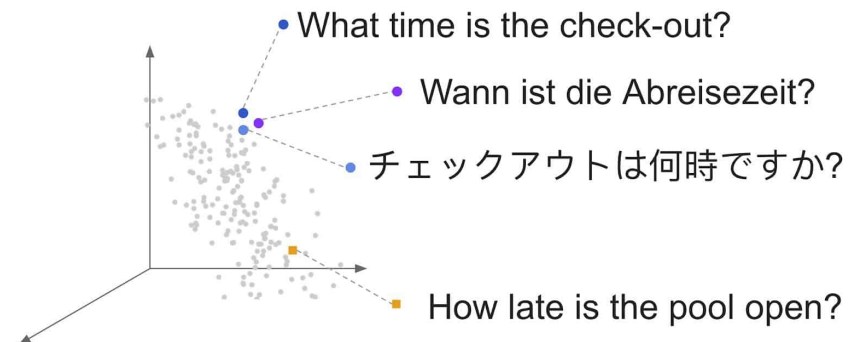 What time is the check-out?
Wann ist die Abreisezeit?
チェックアウトは何時ですか?
How late is the pool open?